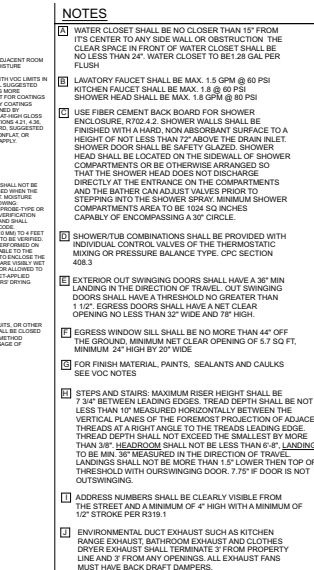 NOTES
A WATER CLOSET SHALL BE NO CLOSER THAN 15" FROM
IT'S CENTER TO ANY SIDE WALL OR OBSTRUCTION THE
CLEAR SPACE IN FRONT OF WATER CLOSET SHALL BE
NO LESS THAN 24". WATER CLOSET TO BE1.28 GAL PER
FLUSH
B LAVATORY FAUCET SHALL BE MAX. 1.5 GPM @ 60 PSI
KITCHEN FAUCET SHALL BE MAX. 1.8 @ 60 PSI
SHOWER HEAD SHALL BE MAX. 1.8 GPM @ 80 PSI
C USE FIBER CEMENT BACK BOARD FOR SHOWER
ENCLOSURE, R702.4.2. SHOWER WALLS SHALL BE
FINISHED WITH A HARD, NON ABSORBANT SURFACE TO A
HEIGHT OF NOT LESS THAN 72" ABOVE THE DRAIN INLET.
SHOWER DOOR SHALL BE SAFETY GLAZED. SHOWER
HEAD SHALL BE LOCATED ON THE SIDEWALL OF SHOWER
COMPARTMENTS OR BE OTHERWISE ARRANGED SO
THAT THE SHOWER HEAD DOES NOT DISCHARGE
DIRECTLY AT THE ENTRANCE ON THE COMPARTMENTS
AND THE BATHER CAN ADJUST VALVES PRIOR TO
STEPPING INTO THE SHOWER SPRAY. MINIMUM SHOWER
COMPARTMENTS AREA TO BE 1024 SQ INCHES
CAPABLY OF ENCOMPASSING A 30" CIRCLE.
D SHOWER/TUB COMBINATIONS SHALL BE PROVIDED WITH
INDIVIDUAL CONTROL VALVES OF THE THERMOSTATIC
MIXING OR PRESSURE BALANCE TYPE. CPC SECTION
408.3
E EXTERIOR OUT SWINGING DOORS SHALL HAVE A 36" MIN
LANDING IN THE DIRECTION OF TRAVEL. OUT SWINGING
DOORS SHALL HAVE A THRESHOLD NO GREATER THAN
1 1/2". EGRESS DOORS SHALL HAVE A NET CLEAR
OPENING NO LESS THAN 32" WIDE AND 78" HIGH.
F EGRESS WINDOW SILL SHALL BE NO MORE THAN 44" OFF
THE GROUND, MINIMUM NET CLEAR OPENING OF 5.7 SQ FT,
MINIMUM 24" HIGH BY 20" WIDE
G FOR FINISH MATERIAL, PAINTS, SEALANTS AND CAULKS
SEE VOC NOTES
H STEPS AND STAIRS: MAXIMUM RISER HEIGHT SHALL BE
7 3/4" BETWEEN LEADING EDGES. TREAD DEPTH SHALL BE NOT
LESS THAN 10" MEASURED HORIZONTALLY BETWEEN THE
VERTICAL PLANES OF THE FOREMOST PROJECTION OF ADJACE
THREADS AT A RIGHT ANGLE TO THE TREADS LEADING EDGE.
THREAD DEPTH SHALL NOT EXCEED THE SMALLEST BY MORE
THAN 3/8". HEADROOM SHALL NOT BE LESS THAN 6'-8", LANDING
TO BE MIN. 36" MEASURED IN THE DIRECTION OF TRAVEL.
LANDINGS SHALL NOT BE MORE THAN 1.5" LOWER THEN TOP OF
THRESHOLD WITH OURSWINGING DOOR. 7.75" IF DOOR IS NOT
OUTSWINGING.
I ADDRESS NUMBERS SHALL BE CLEARLY VISIBLE FROM
THE STREET AND A MINIMUM OF 4" HIGH WITH A MINIMUM OF
1/2" STROKE PER R319.1
J ENVIRONMENTAL DUCT EXHAUST SUCH AS KITCHEN
RANGE EXHAUST, BATHROOM EXHAUST AND CLOTHES
DRYER EXHAUST SHALL TERMINATE 3' FROM PROPERTY
LINE AND 3' FROM ANY OPENINGS. ALL EXHAUST FANS
MUST HAVE BACK DRAFT DAMPERS.